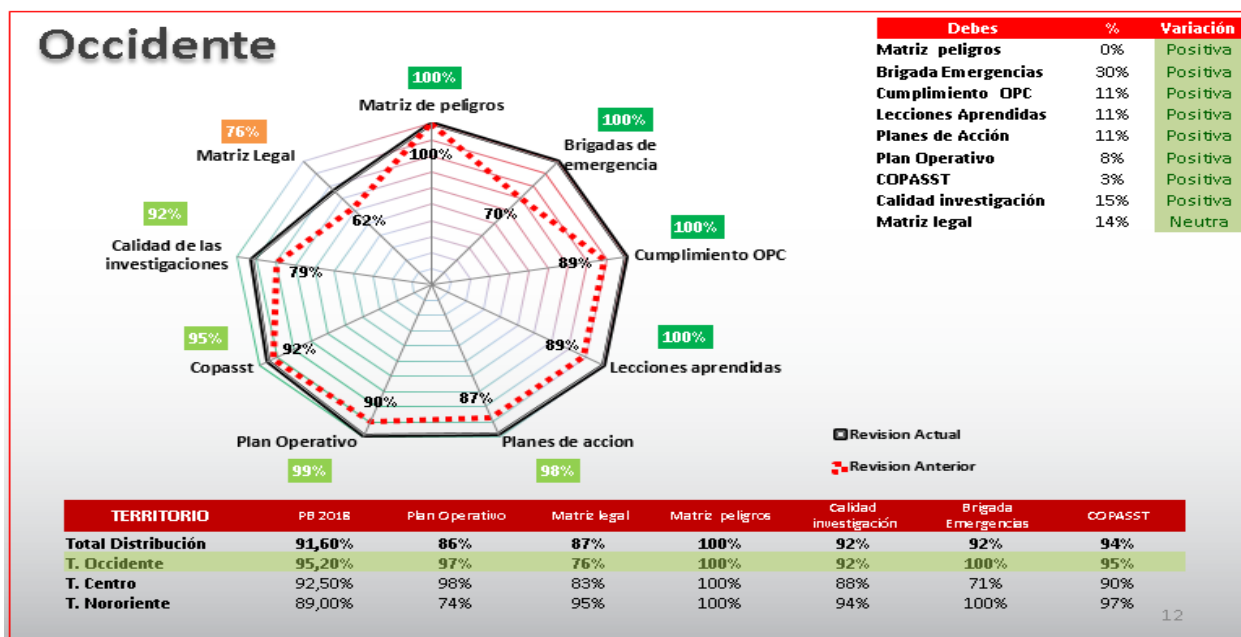 Occidente
Debes % Variación
Matriz peligros 0% Positiva
Brigada Emergencias 30% Positiva
Cumplimiento OPC 11% Positiva
Lecciones Aprendidas 11% Positiva
Planes de Acción 11% Positiva
Plan Operativo 8% Positiva
COPASST 3% Positiva
Calidad investigación 15% Positiva
Matriz legal 14% Neutra
100%
Matriz de peligros
100%
76%
Matriz Legal
62%
100%
Brigadas de
emergencia
70%
92%
Calidad de las
investigaciones
79%
100%
Cumplimiento OPC
89%
95%
Copasst
92%
100%
Lecciones aprendidas
89%
90%
Plan Operativo
99%
87%
Planes de accion
98%
Revision Actual
Revision Anterior
TERRITORIO PB 2018 Plan Operativo Matriz legal Matriz peligros Calidad investigación Brigada Emergencias COPASST
Total Distribución 91,60% 86% 87% 100% 92% 92% 94%
T. Occidente 95,20% 97% 76% 100% 92% 100% 95%
T. Centro 92,50% 98% 83% 100% 88% 71% 90%
T. Nororiente 89,00% 74% 95% 100% 94% 100% 97%
12